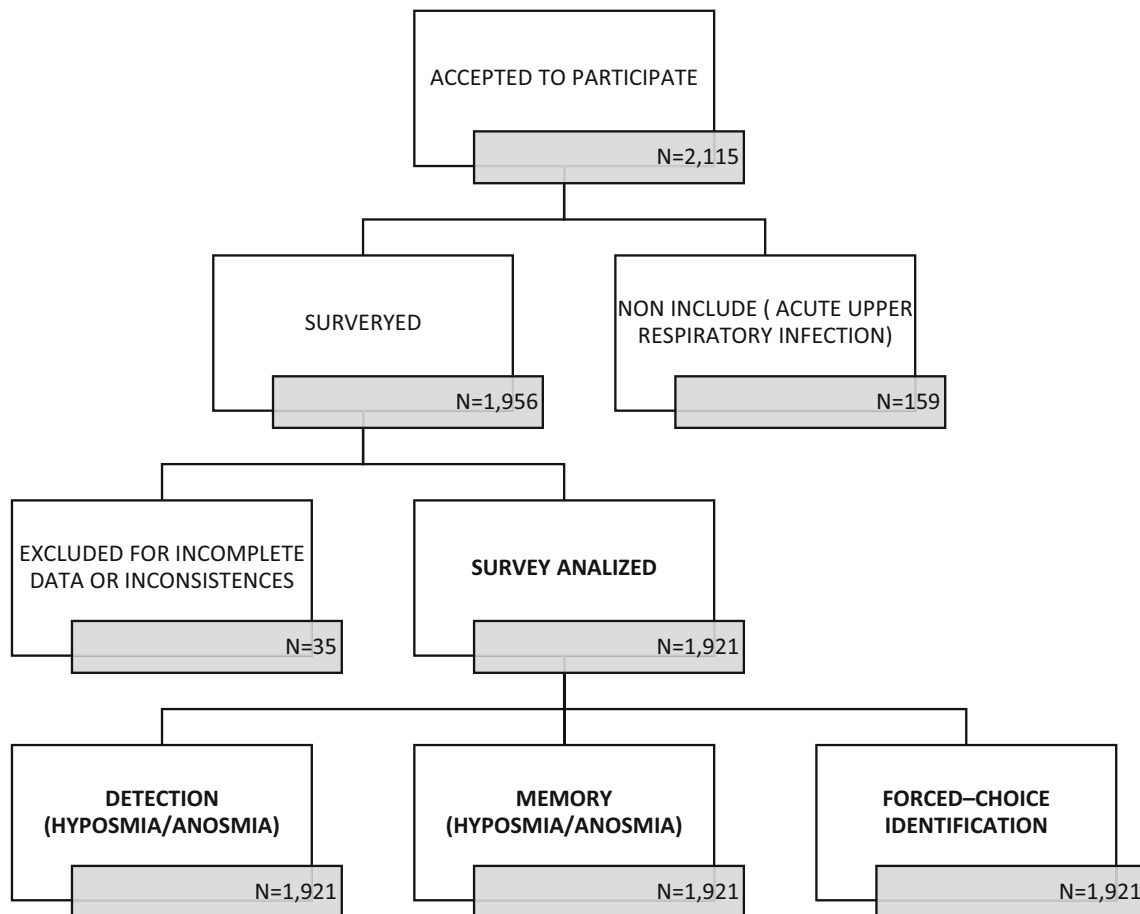 ACCEPTED TO PARTICIPATE
N=2,115
SURVERYED
N=1,956
NON INCLUDE ( ACUTE UPPER
RESPIRATORY INFECTION)
N=159
EXCLUDED FOR INCOMPLETE
DATA OR INCONSISTENCES
N=35
SURVEY ANALIZED
N=1,921
DETECTION
(HYPOSMIA/ANOSMIA)
N=1,921
MEMORY
(HYPOSMIA/ANOSMIA)
N=1,921
FORCED–CHOICE
IDENTIFICATION
N=1,921